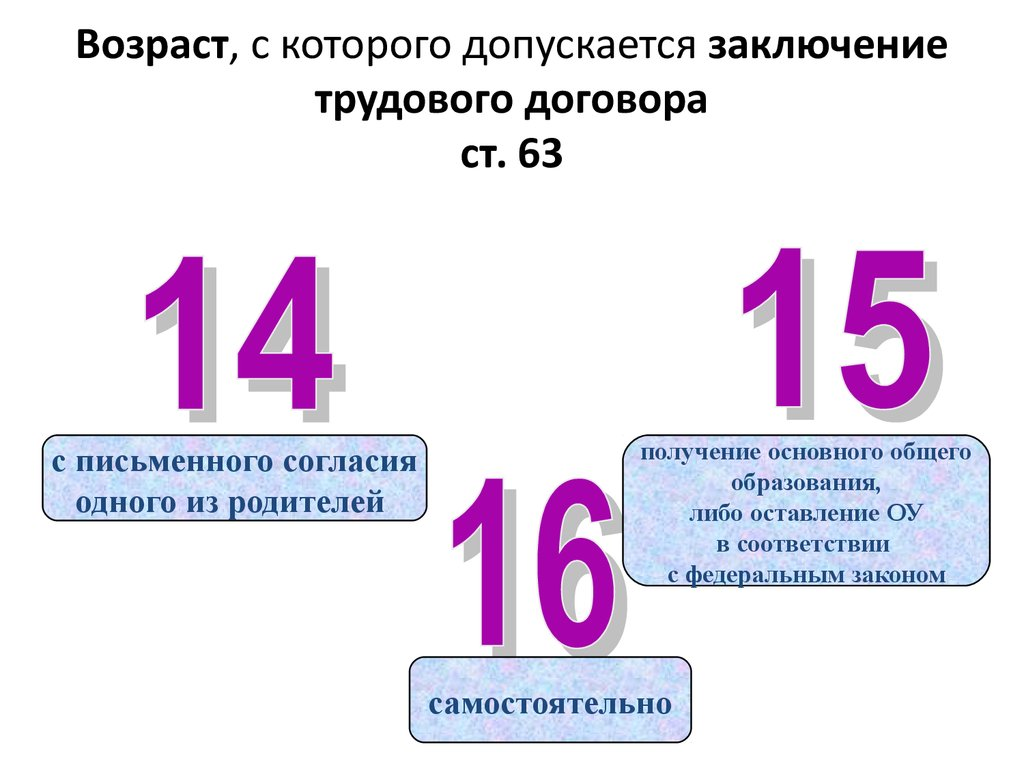 Возраст, с которого допускается заключение
трудового договора
ст. 63
14
с письменного согласия
одного из родителей
15
получение основного общего
образования,
либо оставление ОУ
в соответствии
с федеральным законом
16
самостоятельно